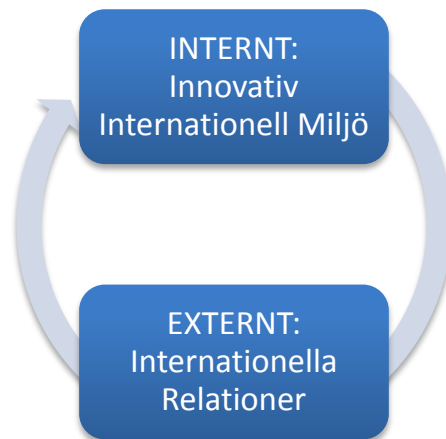 INTERNT:
Innovativ
Internationell Miljö
EXTERNT:
Internationella
Relationer